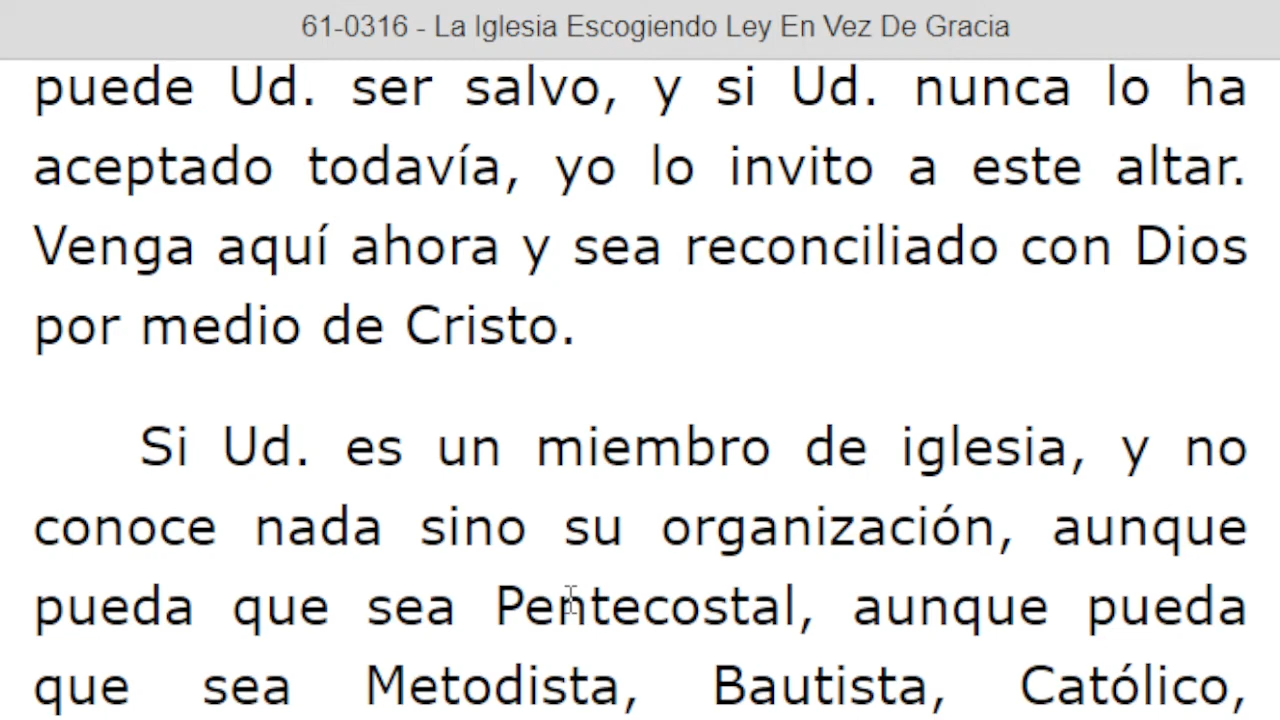 61-0316 - La Iglesia Escogiendo Ley En Vez De Gracia
puede Ud. ser salvo, y si Ud. nunca lo ha
aceptado todavía, yo lo invito a este altar.
Venga aquí ahora y sea reconciliado con Dios
por medio de Cristo.
Si Ud. es un miembro de iglesia, y no
conoce nada sino su organización, aunque
pueda que sea Pentecostal, aunque pueda
que sea Metodista, Bautista, Católico,